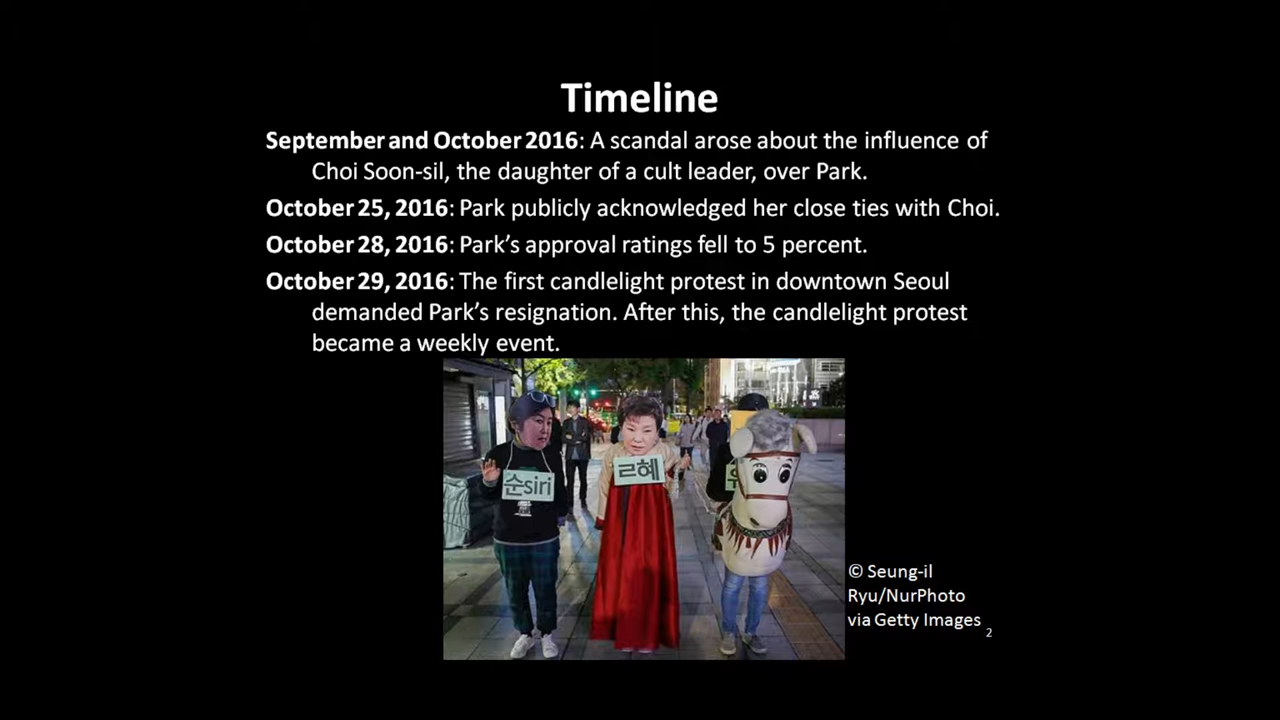 Timeline
September and October 2016: A scandal arose about the influence of
Choi Soon-sil, the daughter of a cult leader, over Park.
October 25, 2016: Park publicly acknowledged her close ties with Choi.
October 28, 2016: Park’s approval ratings fell to 5 percent.
October 29, 2016: The first candlelight protest in downtown Seoul
demanded Park’s resignation. After this, the candlelight protest
became a weekly event.
순siri
ㄹ혜
© Seung-il
Ryu/NurPhoto
via Getty Images
2